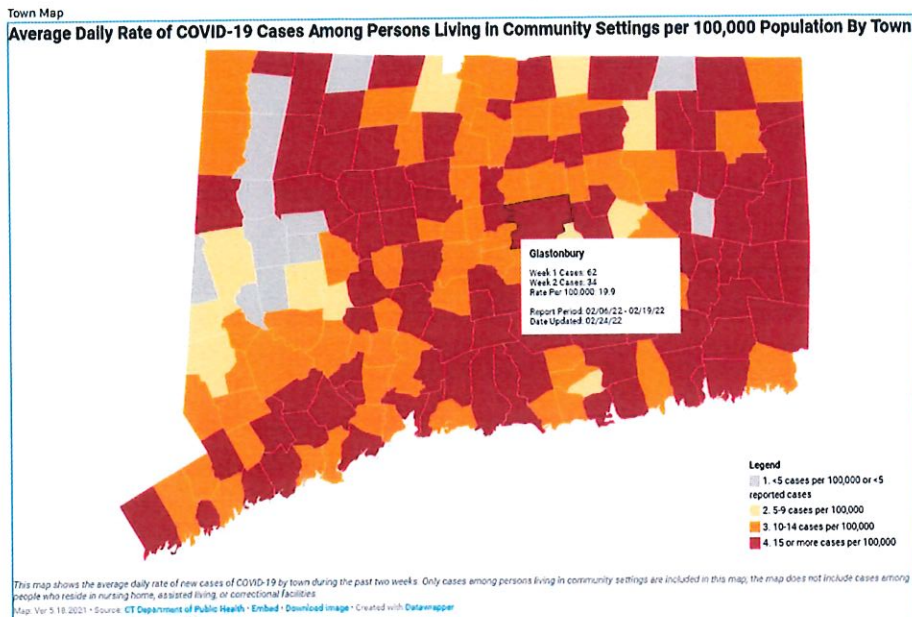 Town Map
Average Daily Rate of COVID-19 Cases Among Persons Living in Community Settings per 100,000 Population By Town
Glastonbury
Week 1 Cases: 62
Week 2 Cases: 34
Rate Per 100,000: 19.9
Report Period: 02/06/22 - 02/19/22
Date Updated: 02/24/22
Legend
1. <5 cases per 100,000 or <5
reported cases
2. 5-9 cases per 100,000
3. 10-14 cases per 100,000
4. 15 or more cases per 100,000
This map shows the average daily rate of new cases of COVID-19 by town during the past two weeks. Only cases among persons living in community settings are included in this map; the map does not include cases among
people who reside in nursing home, assisted living, or correctional facilities
Map: Ver 5.18.2021 • Source: CT Department of Public Health • Embed • Download image • Created with Datawrapper